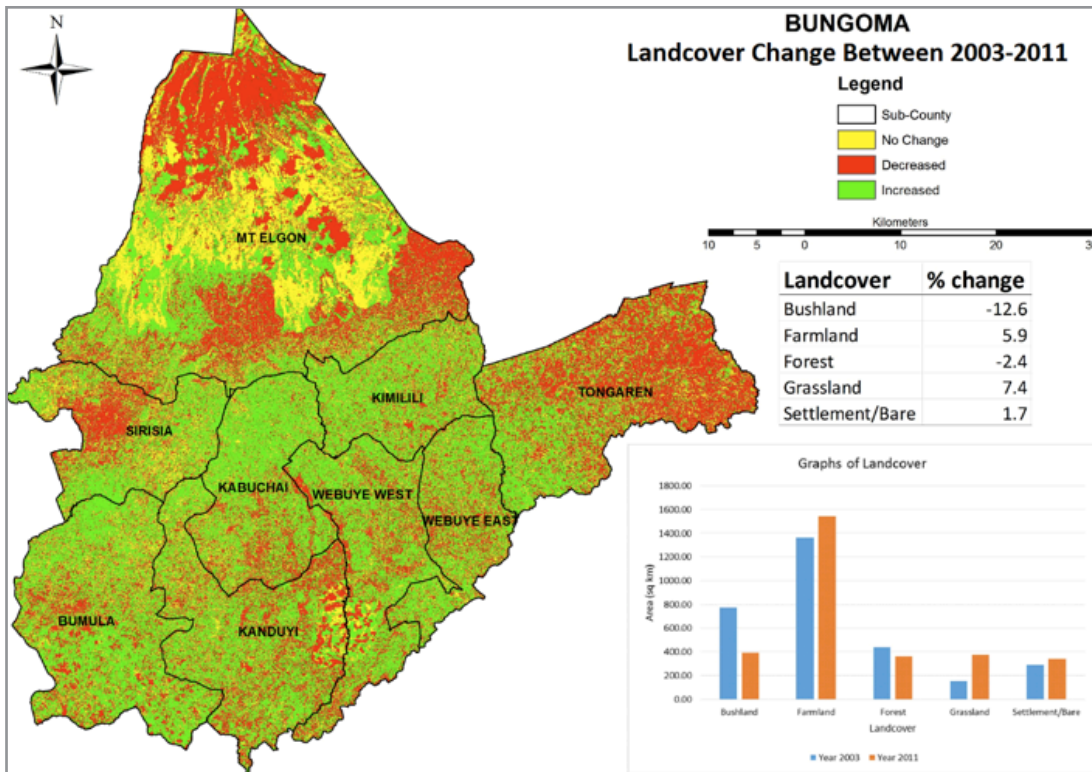 N
BUNGOMA
Landcover Change Between 2003-2011
Legend
Sub-County
No Change
Decreased
Increased
Kilometers
10 5 0 10 20 30
Landcover % change
Bushland -12.6
Farmland 5.9
Forest -2.4
Grassland 7.4
Settlement/Bare 1.7
MT ELGON
KIMILILI
TONGAREN
SIRISIA
KABUCHAI
WEBUYE WEST
WEBUYE EAST
BUMULA
KANDUYI
Graphs of Landcover
Area (sq km)
1800.00
1600.00
1400.00
1200.00
1000.00
800.00
600.00
400.00
200.00
0.00
Bushland Farmland Forest Grassland Settlement/Bare
Landcover
Year 2003 Year 2011